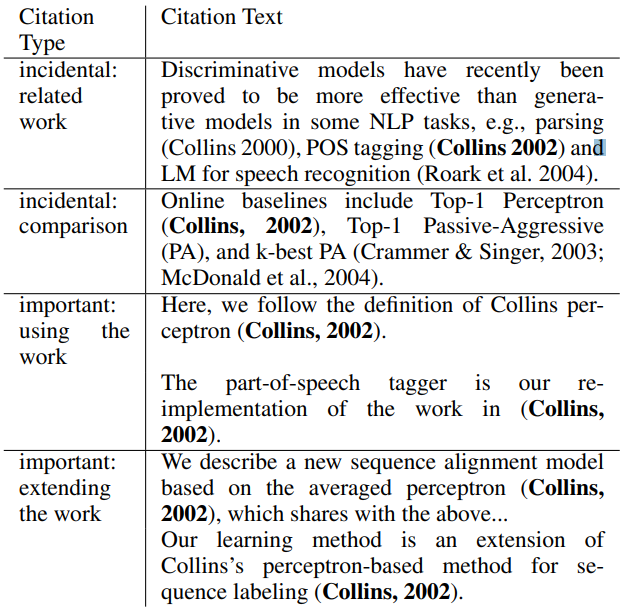 Citation Type
Citation Text
incidental: related work
Discriminative models have recently been
proved to be more effective than genera-
tive models in some NLP tasks, e.g., parsing
(Collins 2000), POS tagging (Collins 2002) and
LM for speech recognition (Roark et al. 2004).
incidental: comparison
Online baselines include Top-1 Perceptron
(Collins, 2002), Top-1 Passive-Aggressive
(PA), and k-best PA (Crammer & Singer, 2003;
McDonald et al., 2004).
important: using the work
Here, we follow the definition of Collins per-
ceptron (Collins, 2002).
The part-of-speech tagger is our re-
implementation of the work in (Collins,
2002).
important: extending the work
We describe a new sequence alignment model
based on the averaged perceptron (Collins,
2002), which shares with the above...
Our learning method is an extension of
Collins's perceptron-based method for se-
quence labeling (Collins, 2002).